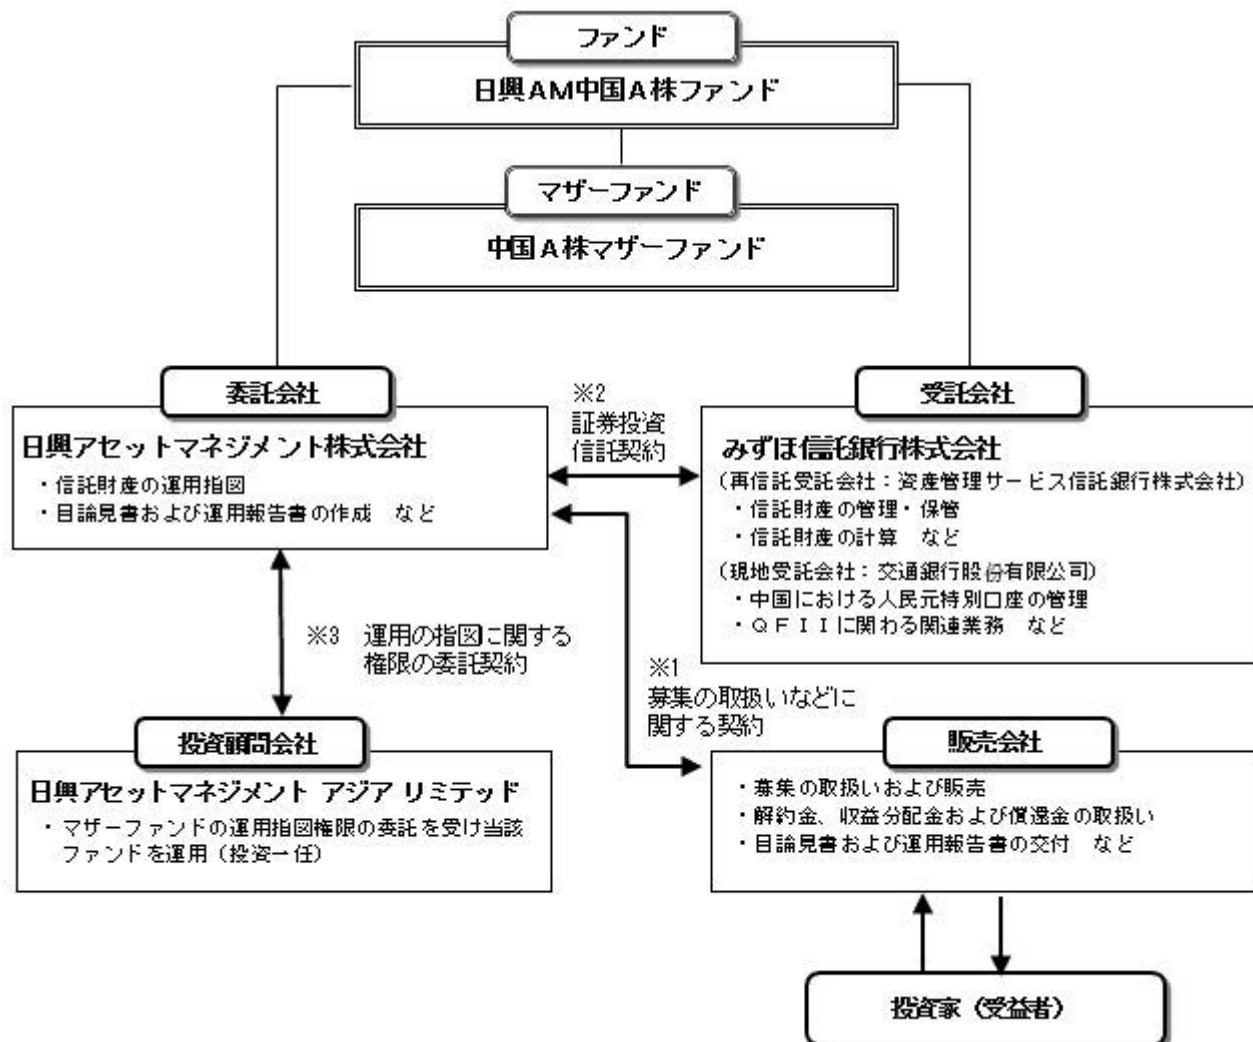 ファンド
日興AM中国A株ファンド
マザーファンド
中国A株マザーファンド
委託会社
日興アセットマネジメント株式会社
・信託財産の運用指図
・目論見書および運用報告書の作成　など
※2
証券投資
信託契約
受託会社
みずほ信託銀行株式会社
(再信託受託会社：資産管理サービス信託銀行株式会社)
・信託財産の管理・保管
・信託財産の計算　など
(現地受託会社：交通銀行股份有限公司)
・中国における人民元特別口座の管理
・ＱＦＩＩに関わる関連業務　など
※3　運用の指図に関する
権限の委託契約
※1
募集の取扱いなどに
関する契約
投資顧問会社
日興アセットマネジメント アジア リミテッド
・マザーファンドの運用指図権限の委託を受け当該
ファンドを運用（投資一任）
販売会社
・募集の取扱いおよび販売
・解約金、収益分配金および償還金の取扱い
・目論見書および運用報告書の交付　など
投資家（受益者）